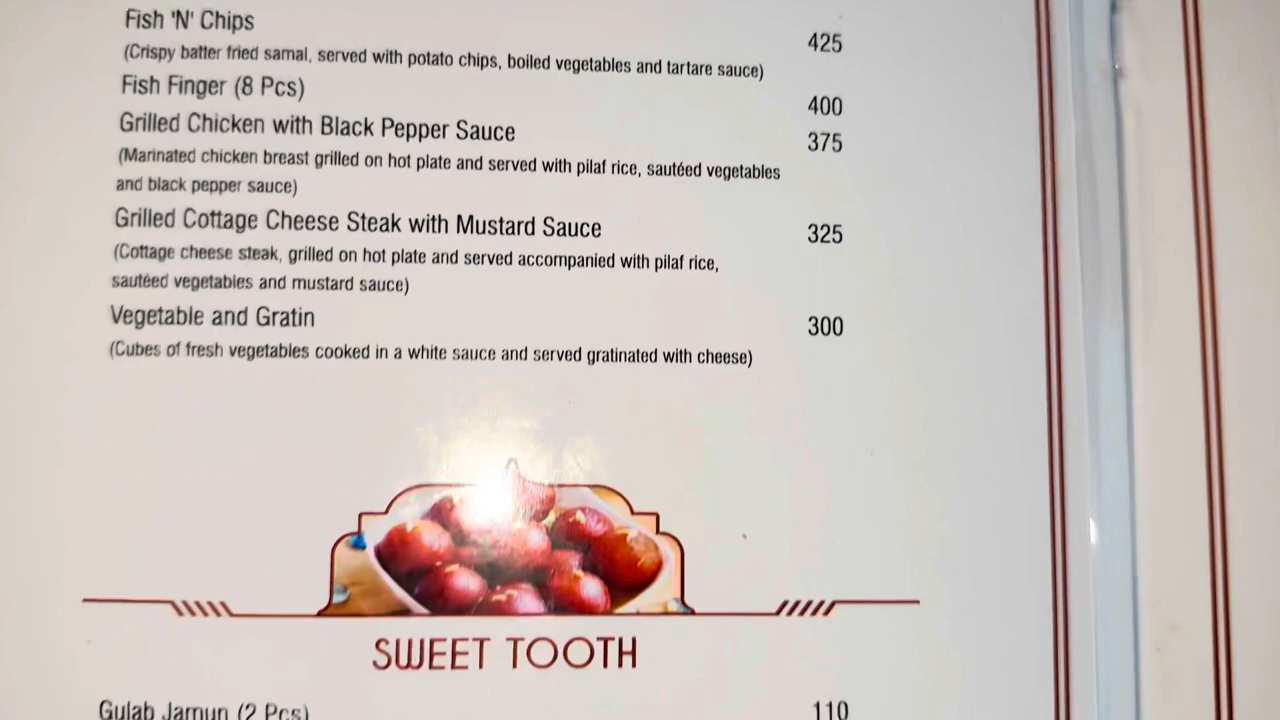 Fish 'N' Chips 425
(Crispy batter fried samal, served with potato chips, boiled vegetables and tartare sauce)
Fish Finger (8 Pcs) 400
Grilled Chicken with Black Pepper Sauce 375
(Marinated chicken breast grilled on hot plate and served with pilaf rice, sautéed vegetables
and black pepper sauce)
Grilled Cottage Cheese Steak with Mustard Sauce 325
(Cottage cheese steak, grilled on hot plate and served accompanied with pilaf rice,
sautéed vegetables and mustard sauce)
Vegetable and Gratin 300
(Cubes of fresh vegetables cooked in a white sauce and served gratinated with cheese)
SWEET TOOTH
Gulab Jamun (2 Pcs) 110